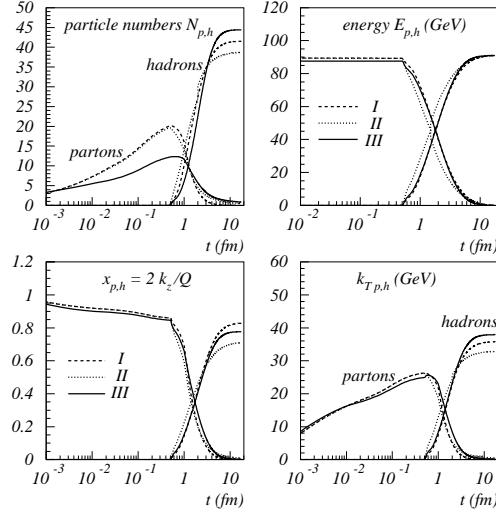 particle numbers N_{p,h}
50
45
40
35
30
25
20
15
10
5
0
hadrons
partons
10^{-3} 10^{-2} 10^{-1} 1 10
t (fm)
energy E_{p,h} (GeV)
120
100
80
60
40
20
0
I
II
III
10^{-3} 10^{-2} 10^{-1} 1 10
t (fm)
x_{p,h} = 2 k_z/Q
1.2
1
0.8
0.6
0.4
0.2
0
I
II
III
10^{-3} 10^{-2} 10^{-1} 1 10
t (fm)
k_{T p,h} (GeV)
60
50
40
30
20
10
0
hadrons
partons
10^{-3} 10^{-2} 10^{-1} 1 10
t (fm)